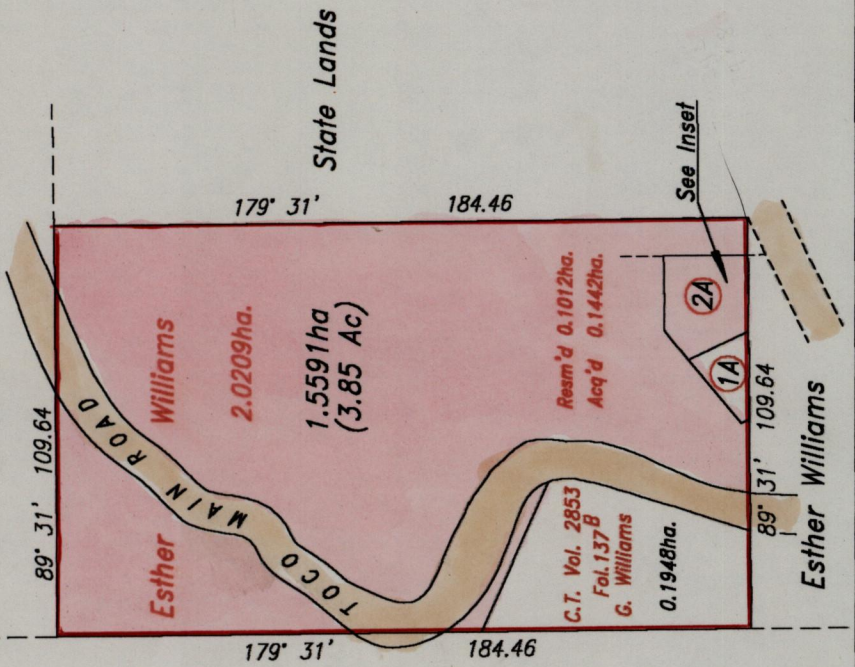 State Lands
179° 31' 184.46
See Inset
89° 31' 109.64
TOCO MAIN ROAD
Esther Williams
2.0209ha.
1.5591ha
(3.85 Ac)
Resm'd 0.1012ha.
Acq'd 0.1442ha.
2A
1A
C.T. Vol. 2853
Fol.137B
G. Williams
0.1948ha.
89° 31' 109.64
Esther Williams
179° 31' 184.46